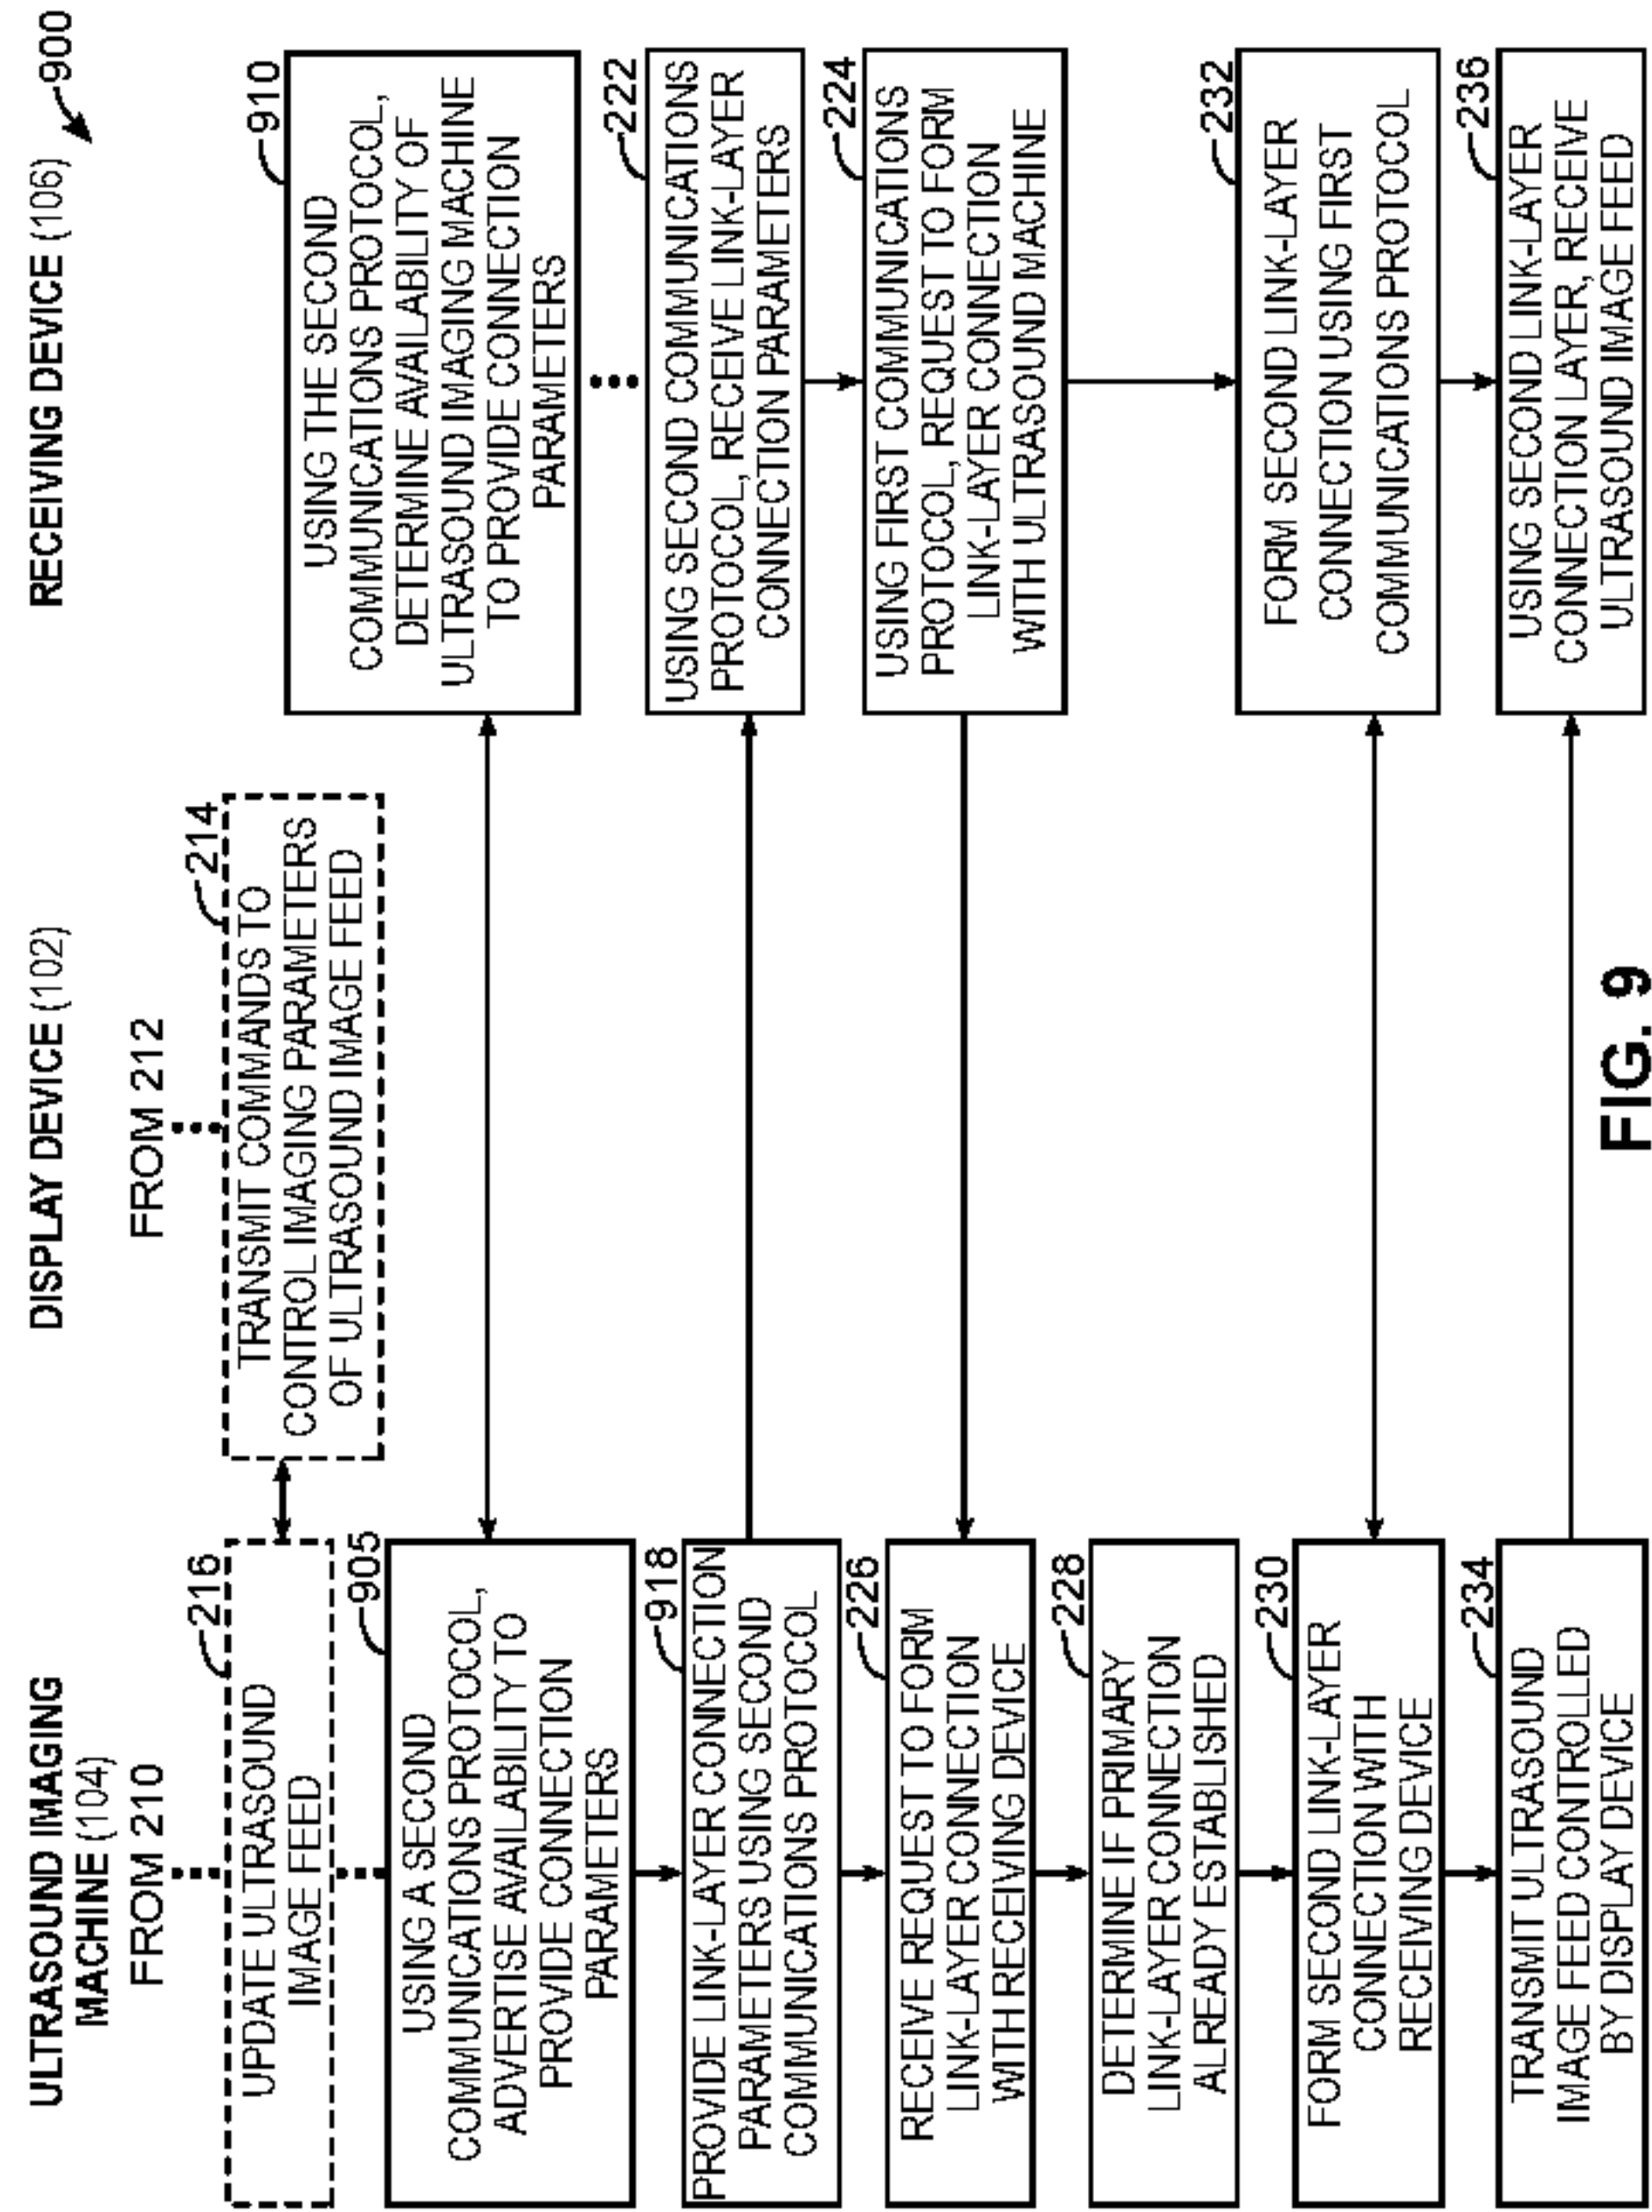 ULTRASOUND IMAGING
MACHINE (104)
FROM 210
216
UPDATE ULTRASOUND
IMAGE FEED
905
USING A SECOND
COMMUNICATIONS PROTOCOL,
ADVERTISE AVAILABILITY TO
PROVIDE CONNECTION
PARAMETERS
918
PROVIDE LINK-LAYER CONNECTION
PARAMETERS USING SECOND
COMMUNICATIONS PROTOCOL
226
RECEIVE REQUEST TO FORM
LINK-LAYER CONNECTION
WITH RECEIVING DEVICE
228
DETERMINE IF PRIMARY
LINK-LAYER CONNECTION
ALREADY ESTABLISHED
230
FORM SECOND LINK-LAYER
CONNECTION WITH
RECEIVING DEVICE
234
TRANSMIT ULTRASOUND
IMAGE FEED CONTROLLED
BY DISPLAY DEVICE
DISPLAY DEVICE (102)
FROM 212
214
TRANSMIT COMMANDS TO
CONTROL IMAGING PARAMETERS
OF ULTRASOUND IMAGE FEED
RECEIVING DEVICE (106)
900
910
USING THE SECOND
COMMUNICATIONS PROTOCOL,
DETERMINE AVAILABILITY OF
ULTRASOUND IMAGING MACHINE
TO PROVIDE CONNECTION
PARAMETERS
222
USING SECOND COMMUNICATIONS
PROTOCOL, RECEIVE LINK-LAYER
CONNECTION PARAMETERS
224
USING FIRST COMMUNICATIONS
PROTOCOL, REQUEST TO FORM
LINK-LAYER CONNECTION
WITH ULTRASOUND MACHINE
232
FORM SECOND LINK-LAYER
CONNECTION USING FIRST
COMMUNICATIONS PROTOCOL
236
USING SECOND LINK-LAYER
CONNECTION LAYER, RECEIVE
ULTRASOUND IMAGE FEED
FIG. 9